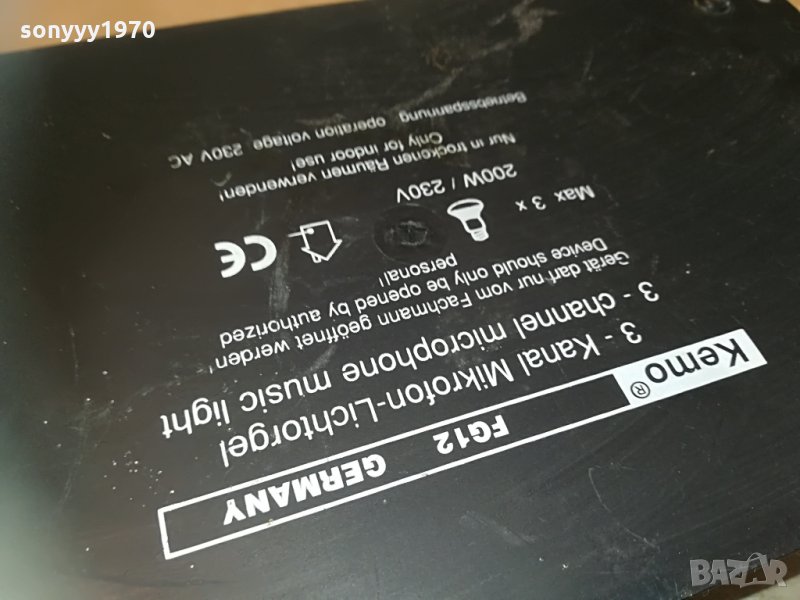 sonyyy1970
Kemo® FG12 GERMANY
3 - Kanal Mikrofon-Lichtorgel
3 - channel microphone music light
Gerät darf nur vom Fachmann geöffnet werden!
Device should only be opened by authorized
personal!
Max 3 x 200W / 230V
CE
Nur in trockenen Räumen verwenden!
Only for indoor use!
Betriebsspannung operation voltage 230V AC
BAZAR